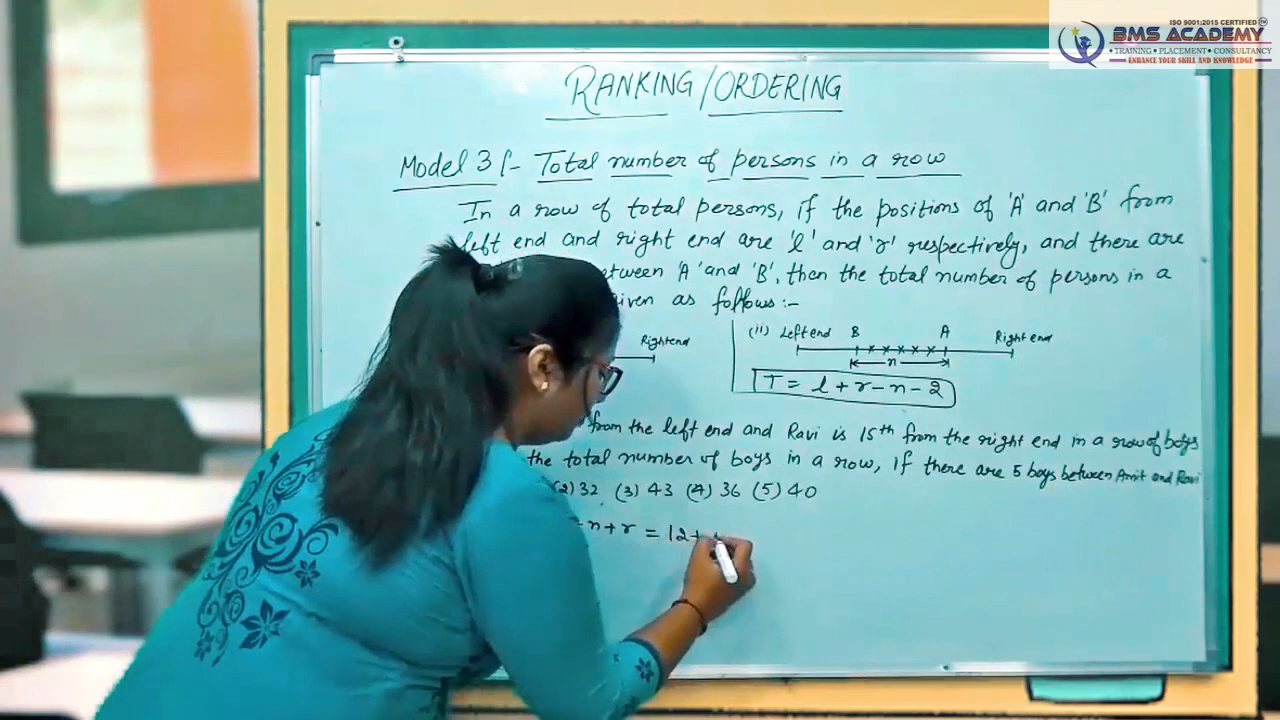 ISO 9001:2015 CERTIFIED TM
BMS ACADEMY
• TRAINING • PLACEMENT • CONSULTANCY
ENHANCE YOUR SKILL AND KNOWLEDGE
RANKING/ORDERING
Model 3 :- Total number of persons in a row
In a row of total persons, if the positions of 'A' and 'B' from
left end and right end are 'l' and 'r' respectively, and there are
'A' and 'B', then the total number of persons in a
as follows:-
Right end
(ii) Left end B A Right end
n
T = l + r - n - 2
from the left end and Ravi is 15th from the right end in a row of boys
the total number of boys in a row, if there are 5 boys between Amit and Ravi
(2) 32 (3) 43 (4) 36 (5) 40
n + r = 12 +